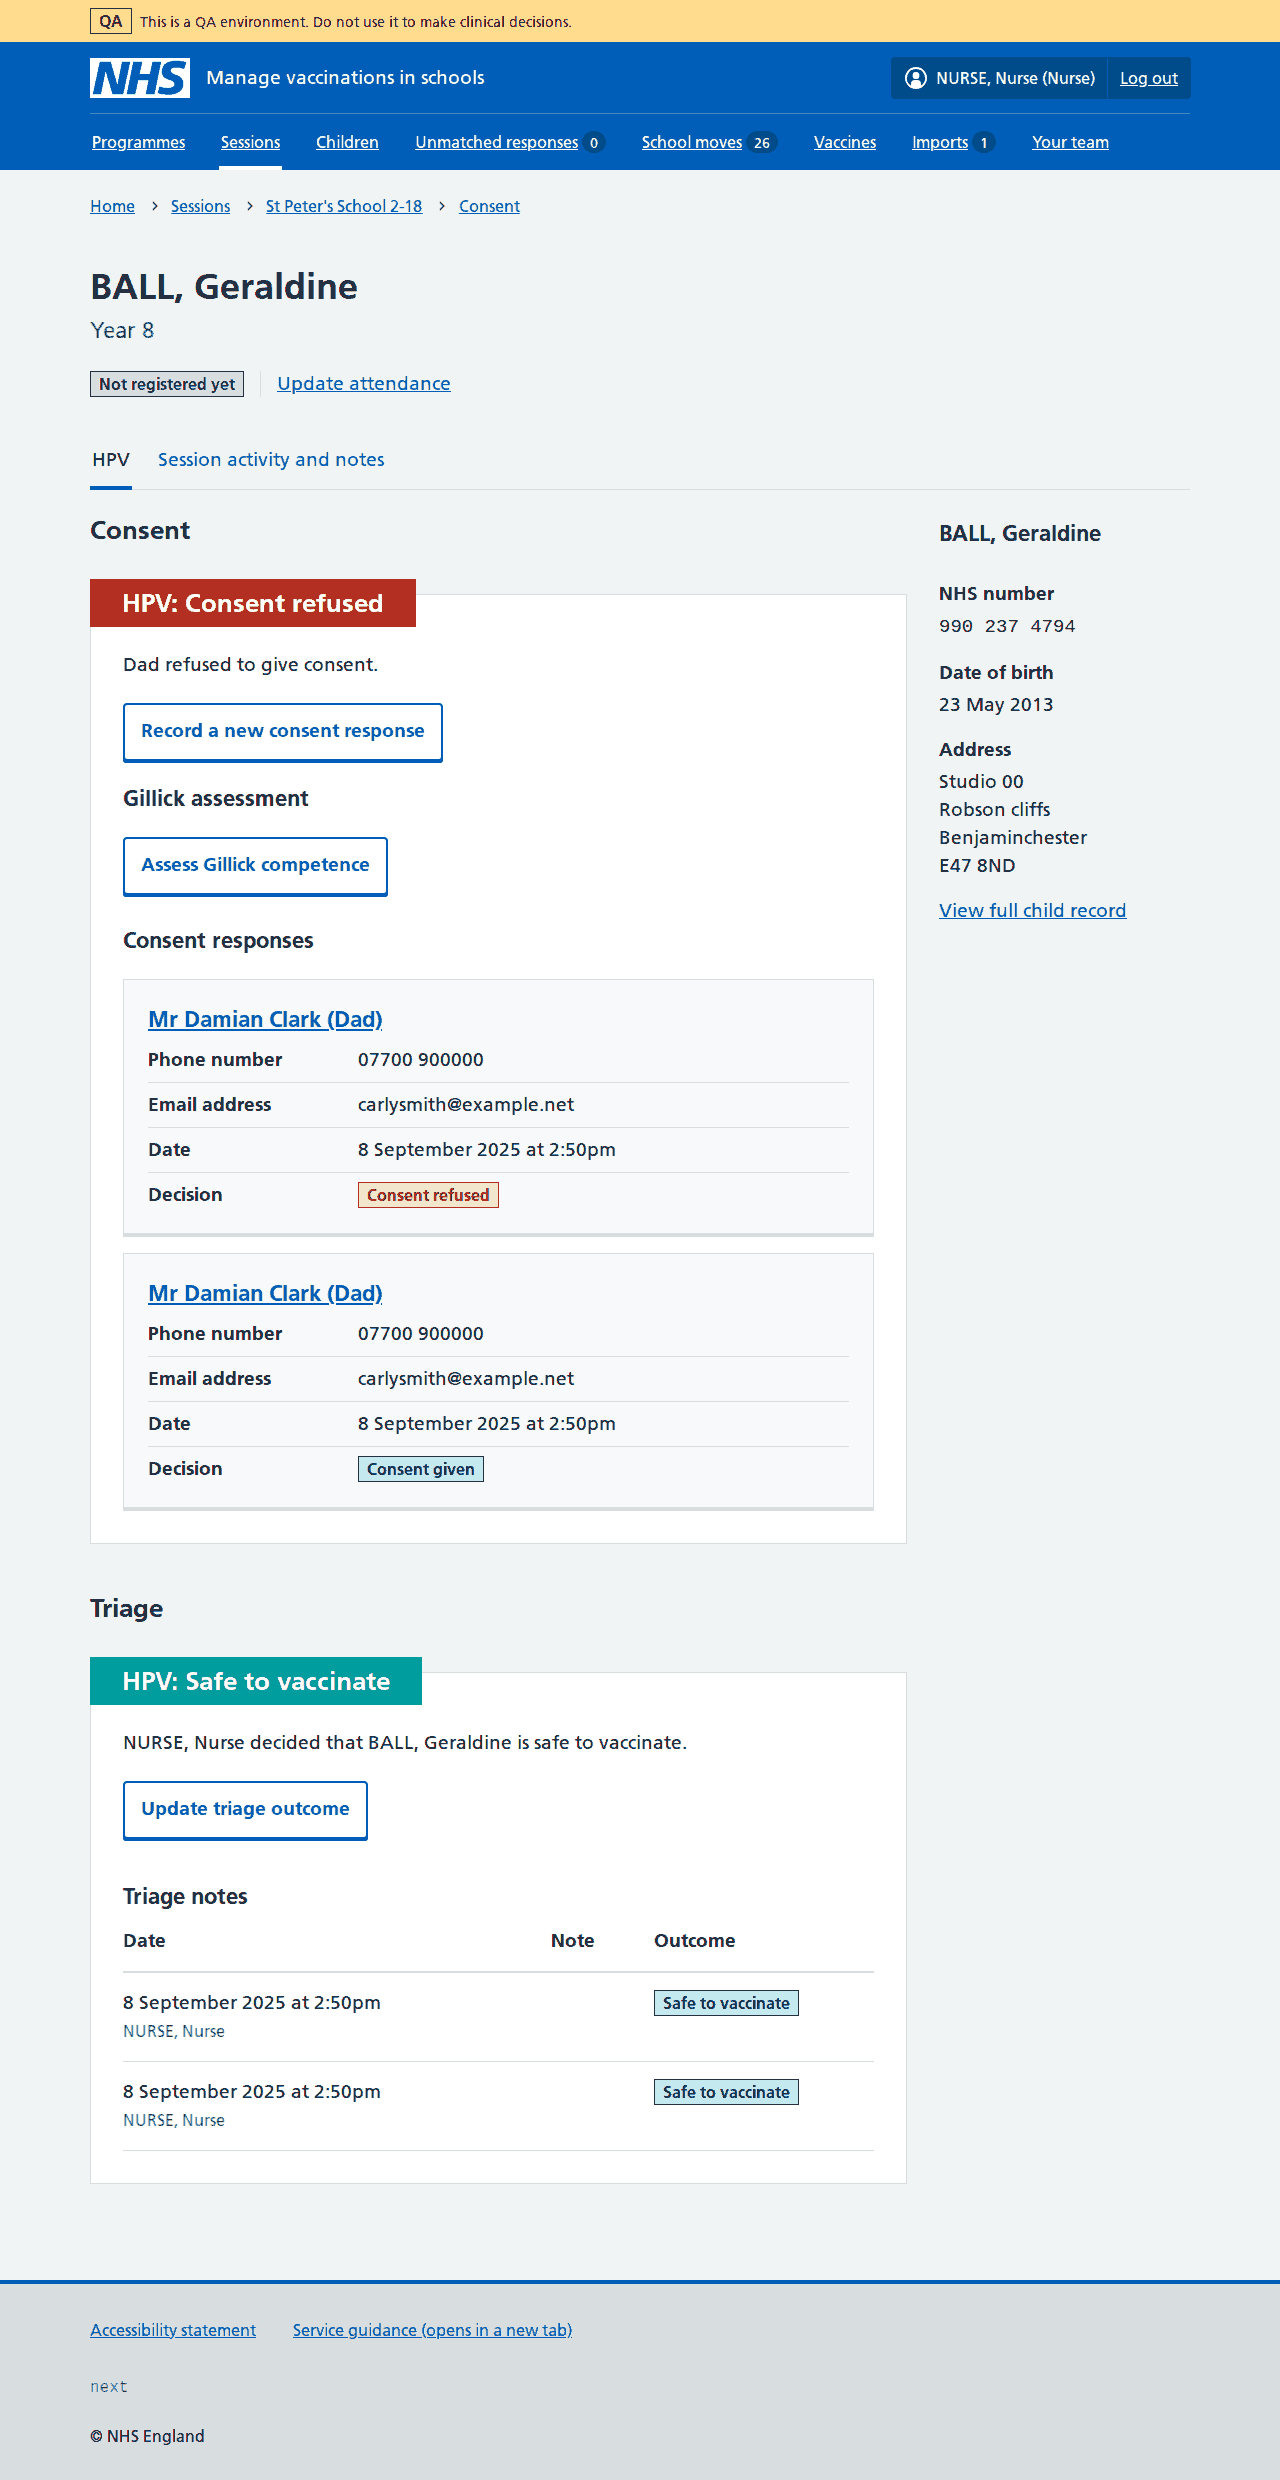 QA This is a QA environment. Do not use it to make clinical decisions.
NHS Manage vaccinations in schools NURSE, Nurse (Nurse) Log out
Programmes Sessions Children Unmatched responses 0 School moves 26 Vaccines Imports 1 Your team
Home Sessions St Peter's School 2-18 Consent
BALL, Geraldine
Year 8
Not registered yet Update attendance
HPV Session activity and notes
Consent
HPV: Consent refused
Dad refused to give consent.
Record a new consent response
Gillick assessment
Assess Gillick competence
Consent responses
Mr Damian Clark (Dad)
Phone number 07700 900000
Email address carlysmith@example.net
Date 8 September 2025 at 2:50pm
Decision Consent refused
Mr Damian Clark (Dad)
Phone number 07700 900000
Email address carlysmith@example.net
Date 8 September 2025 at 2:50pm
Decision Consent given
BALL, Geraldine
NHS number
990 237 4794
Date of birth
23 May 2013
Address
Studio 00
Robson cliffs
Benjaminchester
E47 8ND
View full child record
Triage
HPV: Safe to vaccinate
NURSE, Nurse decided that BALL, Geraldine is safe to vaccinate.
Update triage outcome
Triage notes
Date Note Outcome
8 September 2025 at 2:50pm Safe to vaccinate
NURSE, Nurse
8 September 2025 at 2:50pm Safe to vaccinate
NURSE, Nurse
Accessibility statement Service guidance (opens in a new tab)
next
© NHS England